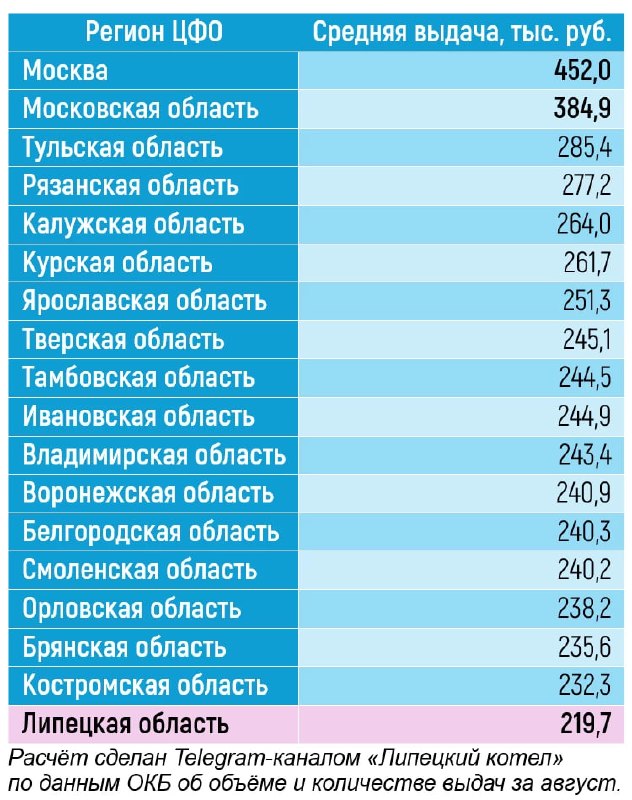 Регион ЦФО Средняя выдача, тыс. руб.
Москва 452,0
Московская область 384,9
Тульская область 285,4
Рязанская область 277,2
Калужская область 264,0
Курская область 261,7
Ярославская область 251,3
Тверская область 245,1
Тамбовская область 244,5
Ивановская область 244,9
Владимирская область 243,4
Воронежская область 240,9
Белгородская область 240,3
Смоленская область 240,2
Орловская область 238,2
Брянская область 235,6
Костромская область 232,3
Липецкая область 219,7
Расчёт сделан Telegram-каналом «Липецкий котел»
по данным ОКБ об объёме и количестве выдач за август.